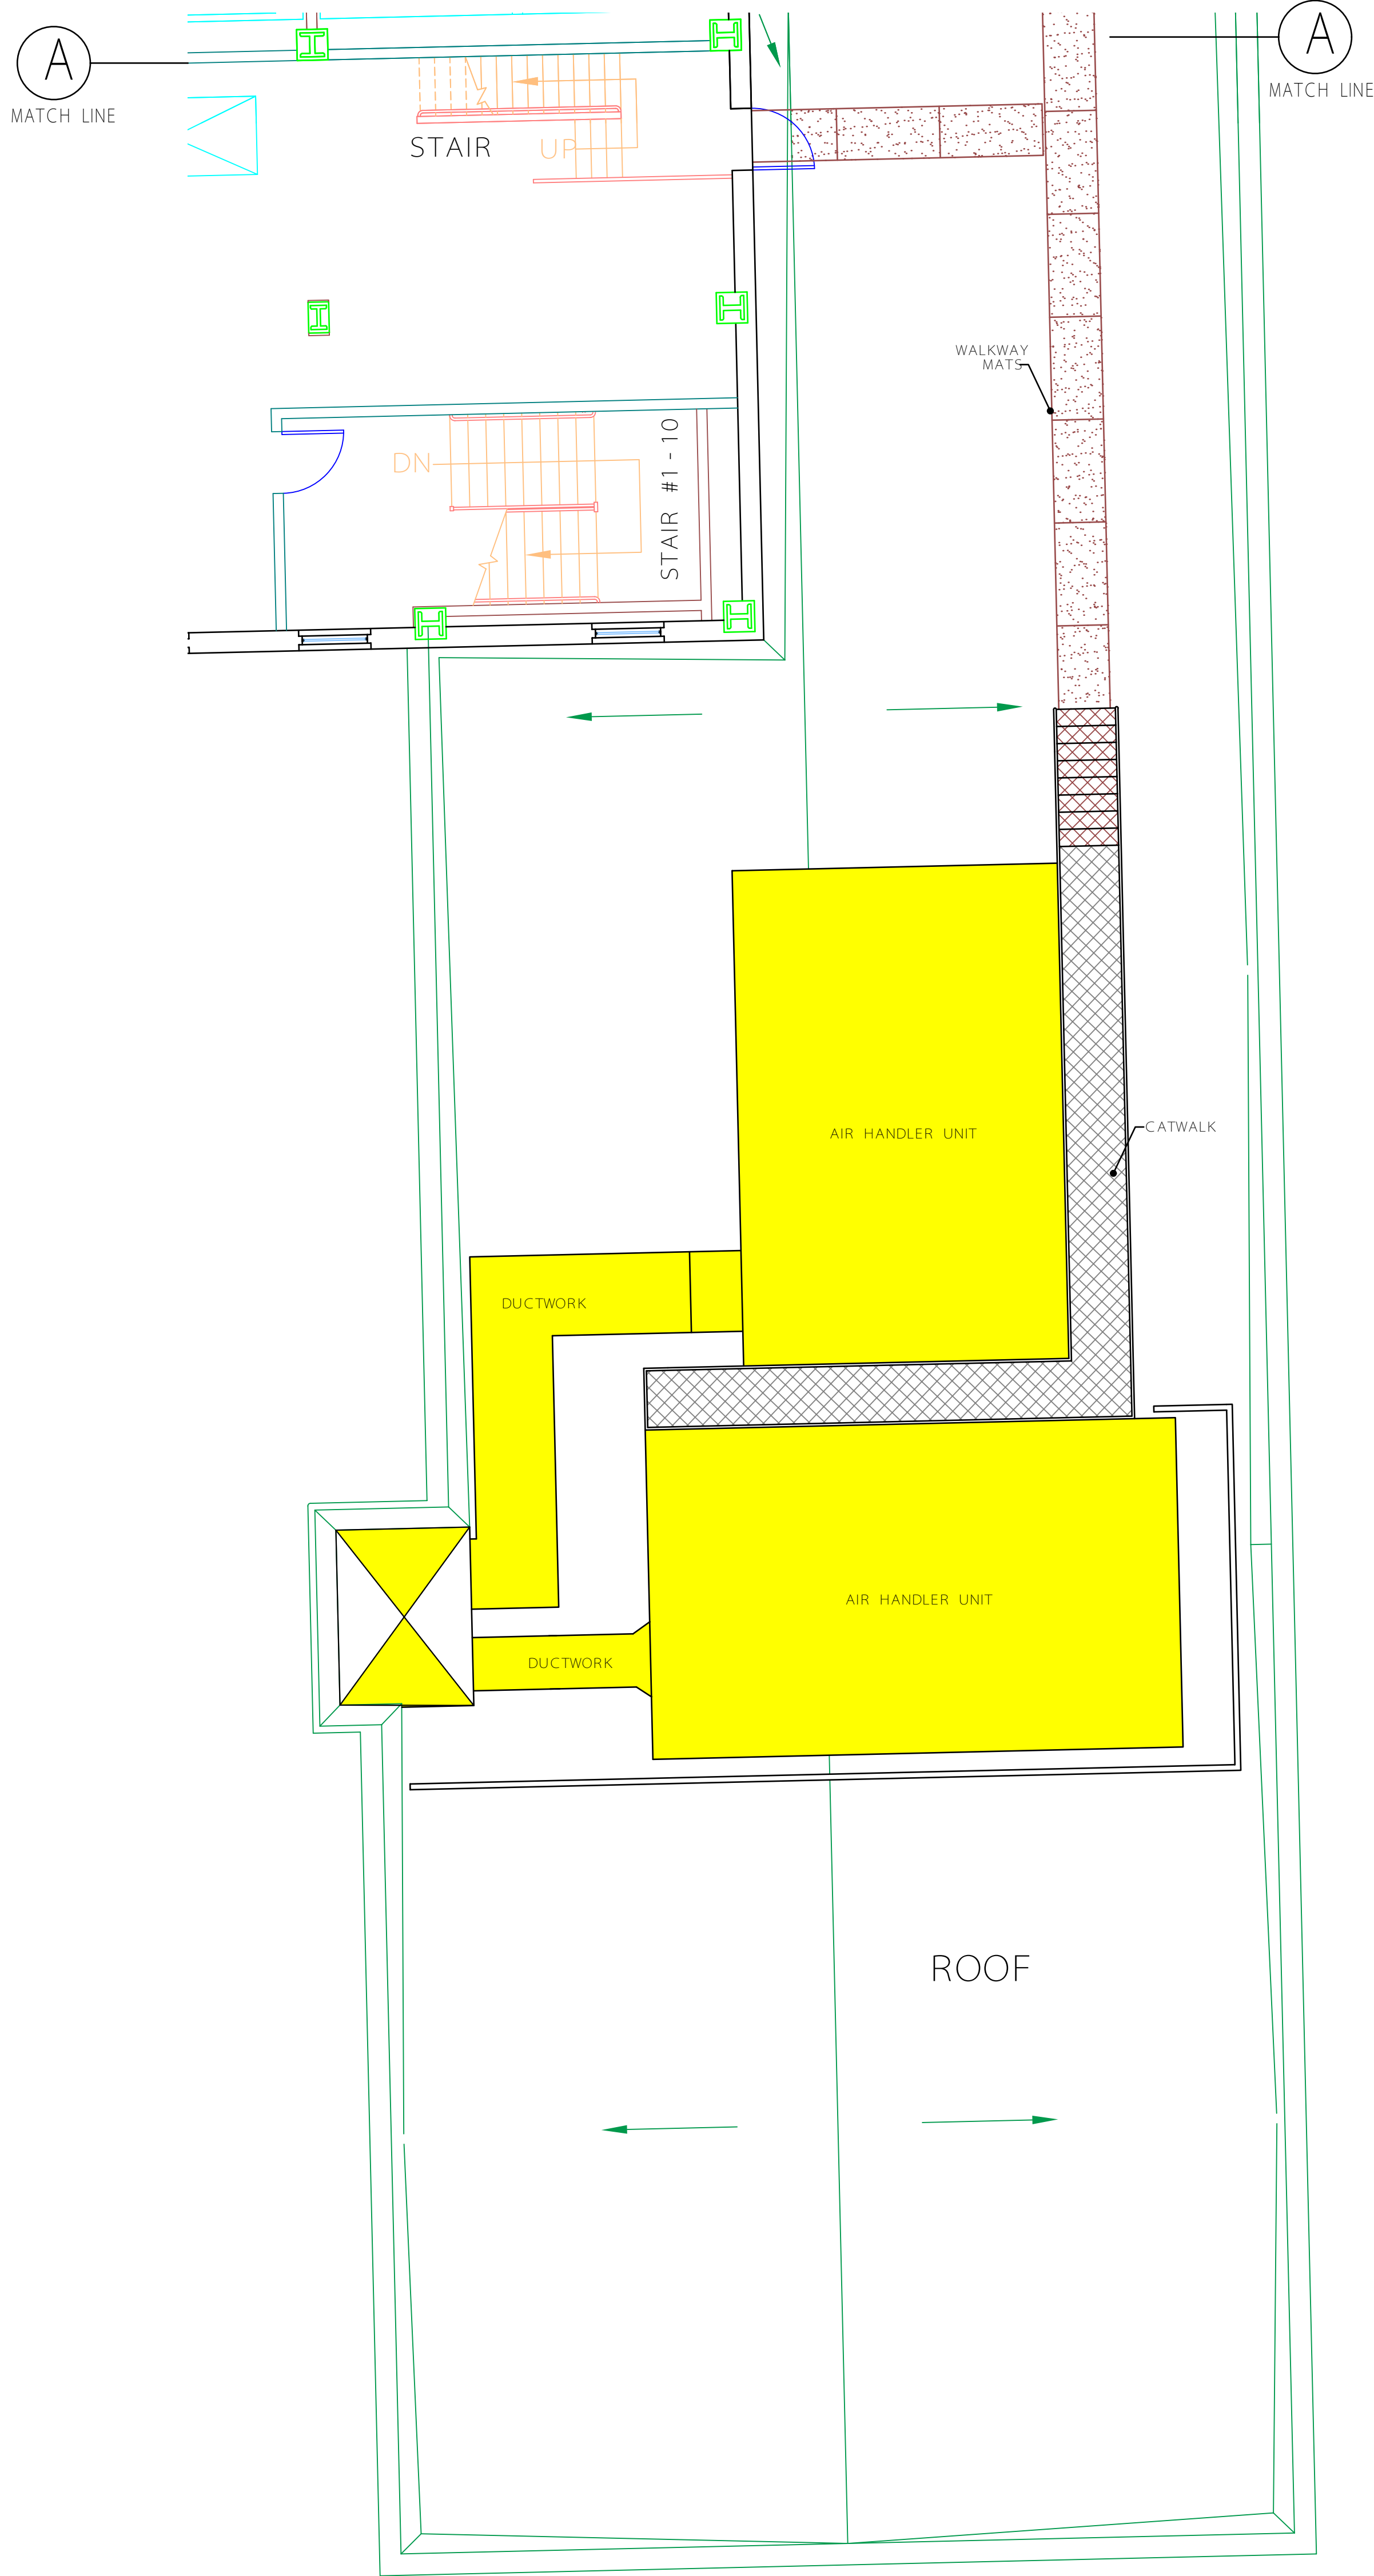 A
MATCH LINE
A
MATCH LINE
STAIR
UP
WALKWAY
MATS
DN
STAIR #1-10
AIR HANDLER UNIT
CATWALK
DUCTWORK
AIR HANDLER UNIT
DUCTWORK
ROOF